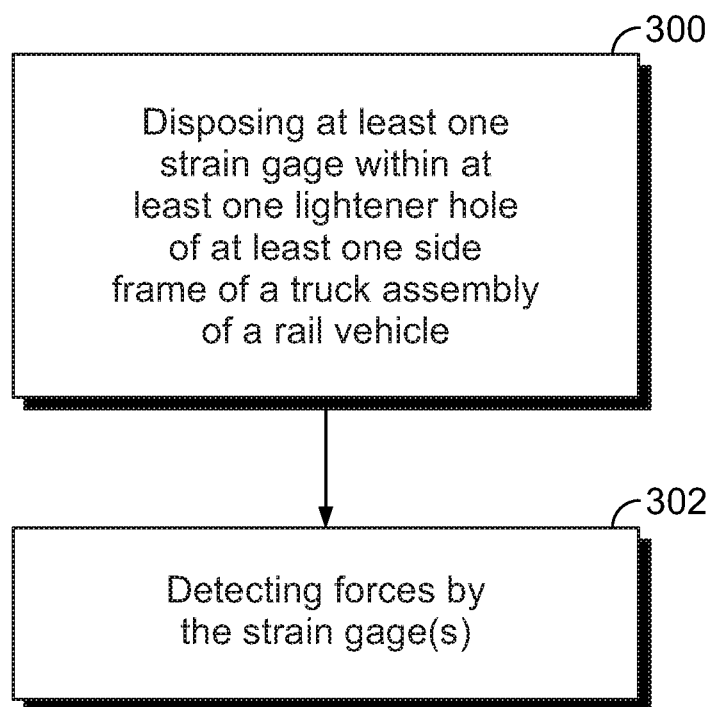 300
Disposing at least one
strain gage within at
least one lightener hole
of at least one side
frame of a truck assembly
of a rail vehicle
302
Detecting forces by
the strain gage(s)